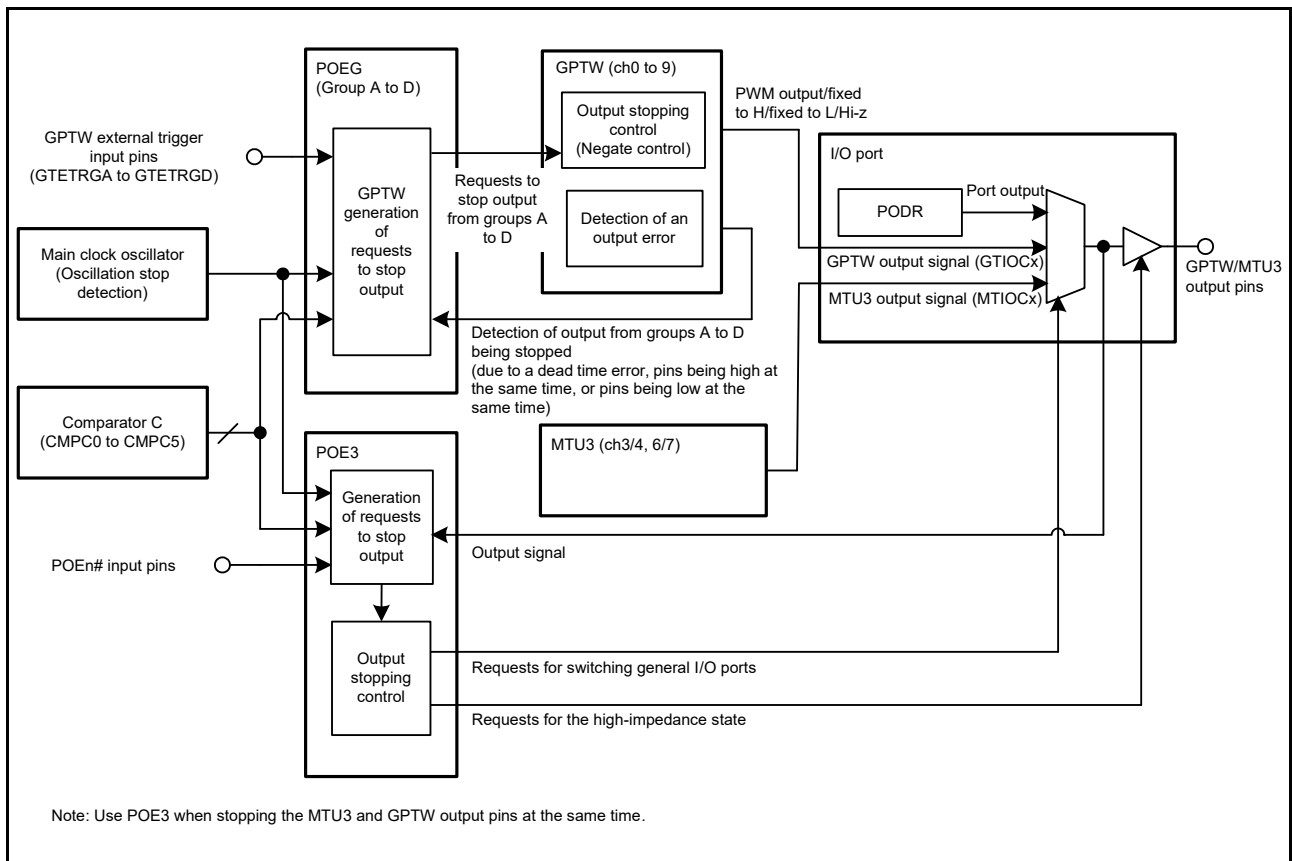 POEG
(Group A to D)
GPTW (ch0 to 9)
PWM output/fixed
to H/fixed to L/Hi-z
Output stopping
control
(Negate control)
GPTW external trigger
input pins
(GTETRGA to GTETRGD)
I/O port
GPTW
generation
of
requests
to stop
output
Requests to
stop output
from groups A
to D
Detection of an
output error
Port output
PODR
Main clock oscillator
(Oscillation stop
detection)
GPTW output signal (GTIOCx)
GPTW/MTU3
output pins
MTU3 output signal (MTIOCx)
Detection of output from groups A to D
being stopped
(due to a dead time error, pins being high at
the same time, or pins being low at the
same time)
Comparator C
(CMPC0 to CMPC5)
MTU3 (ch3/4, 6/7)
POE3
Generation
of requests
to stop
output
Output signal
POEn# input pins
Output
stopping
control
Requests for switching general I/O ports
Requests for the high-impedance state
Note: Use POE3 when stopping the MTU3 and GPTW output pins at the same time.